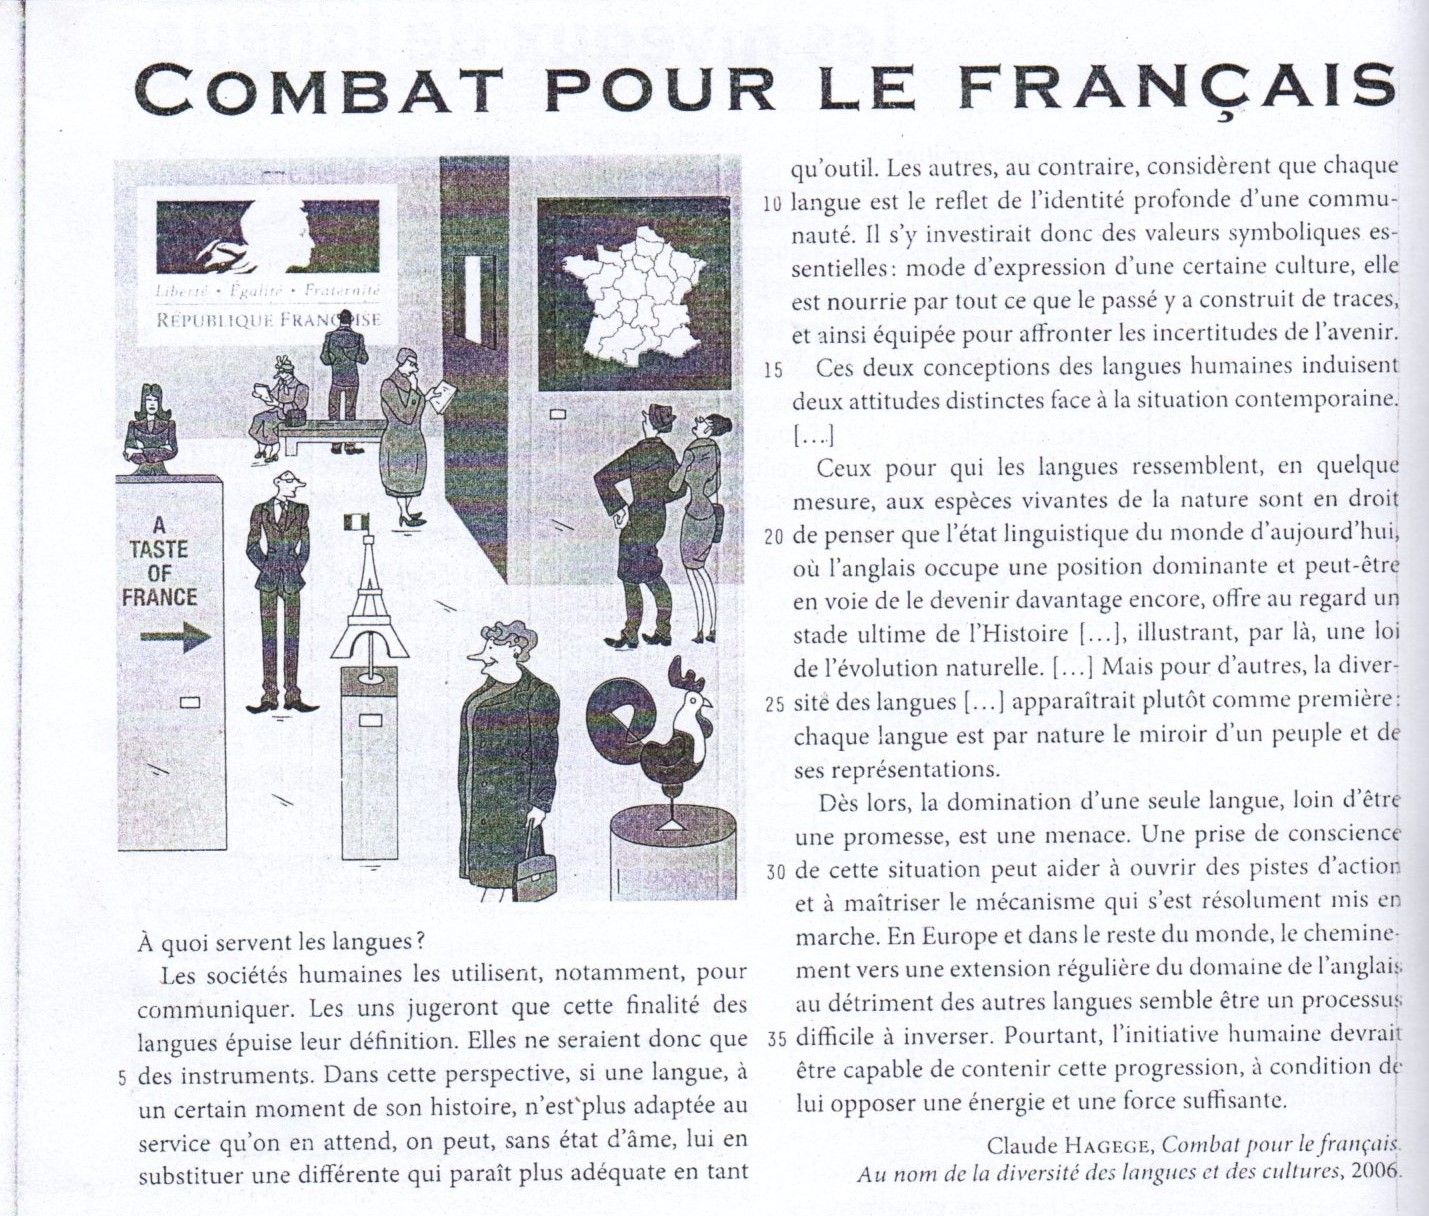 COMBAT POUR LE FRANÇAIS
Liberté • Égalité • Fraternité
RÉPUBLIQUE FRANÇAISE
A
TASTE
OF
FRANCE
À quoi servent les langues ?
Les sociétés humaines les utilisent, notamment, pour
communiquer. Les uns jugeront que cette finalité des
langues épuise leur définition. Elles ne seraient donc que
5 des instruments. Dans cette perspective, si une langue, à
un certain moment de son histoire, n'est plus adaptée au
service qu'on en attend, on peut, sans état d'âme, lui en
substituer une différente qui paraît plus adéquate en tant
qu'outil. Les autres, au contraire, considèrent que chaque
10 langue est le reflet de l'identité profonde d'une commu-
nauté. Il s'y investirait donc des valeurs symboliques es-
sentielles : mode d'expression d'une certaine culture, elle
est nourrie par tout ce que le passé y a construit de traces,
et ainsi équipée pour affronter les incertitudes de l'avenir.
15 Ces deux conceptions des langues humaines induisent
deux attitudes distinctes face à la situation contemporaine.
[…]
Ceux pour qui les langues ressemblent, en quelque
mesure, aux espèces vivantes de la nature sont en droit
20 de penser que l'état linguistique du monde d'aujourd'hui,
où l'anglais occupe une position dominante et peut-être
en voie de le devenir davantage encore, offre au regard un
stade ultime de l'Histoire […], illustrant, par là, une loi
de l'évolution naturelle. […] Mais pour d'autres, la diver-
25 sité des langues […] apparaîtrait plutôt comme première :
chaque langue est par nature le miroir d'un peuple et de
ses représentations.
Dès lors, la domination d'une seule langue, loin d'être
une promesse, est une menace. Une prise de conscience
30 de cette situation peut aider à ouvrir des pistes d'action
et à maîtriser le mécanisme qui s'est résolument mis en
marche. En Europe et dans le reste du monde, le chemine-
ment vers une extension régulière du domaine de l'anglais
au détriment des autres langues semble être un processus
35 difficile à inverser. Pourtant, l'initiative humaine devrait
être capable de contenir cette progression, à condition de
lui opposer une énergie et une force suffisante.
Claude HAGEGE, Combat pour le français.
Au nom de la diversité des langues et des cultures, 2006.